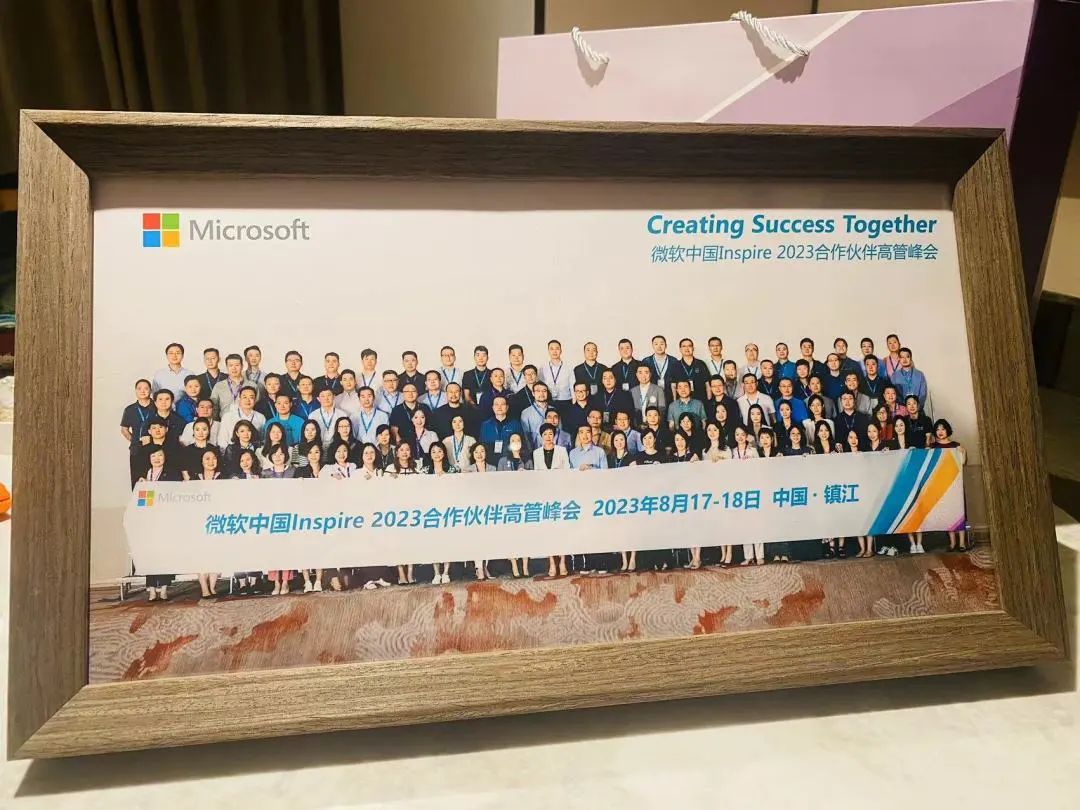 Microsoft
Creating Success Together
微软中国Inspire 2023合作伙伴高管峰会
Microsoft
微软中国Inspire 2023合作伙伴高管峰会 2023年8月17-18日 中国·镇江